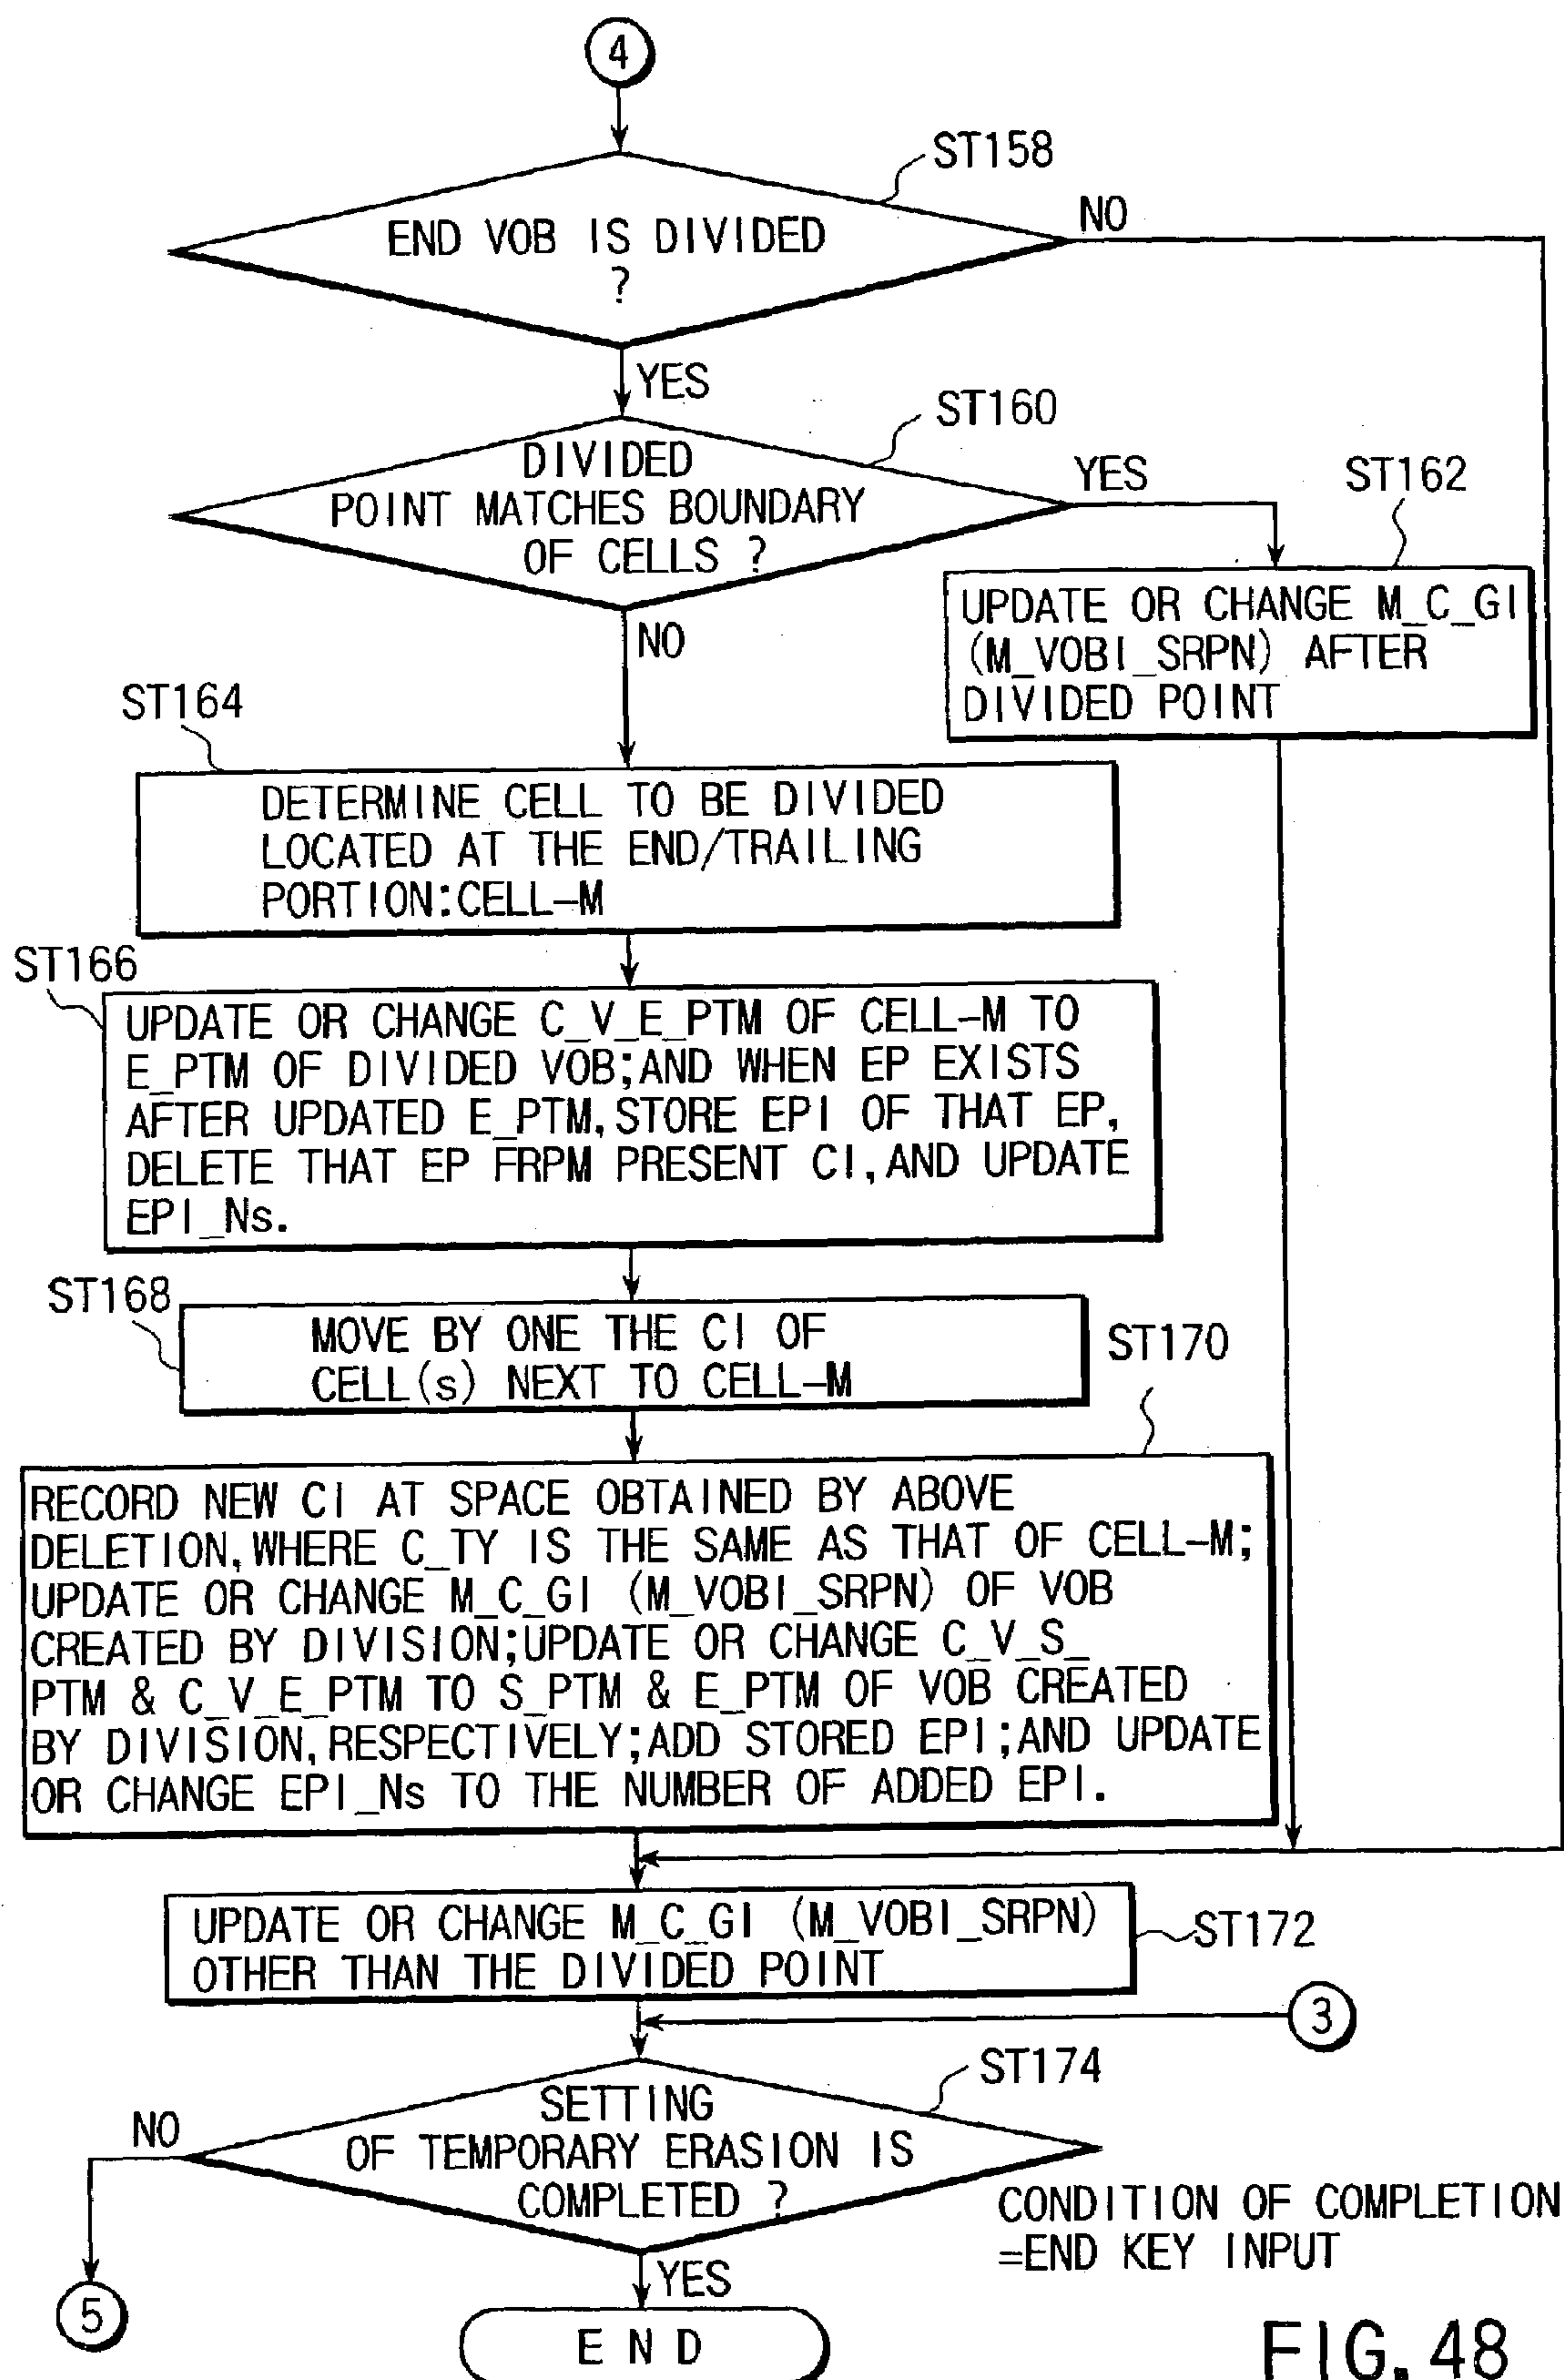 4
ST158
END VOB IS DIVIDED
?
NO
YES
ST160
DIVIDED
POINT MATCHES BOUNDARY
OF CELLS ?
YES
ST162
UPDATE OR CHANGE M_C_GI
(M_VOBI_SRPN) AFTER
DIVIDED POINT
NO
ST164
DETERMINE CELL TO BE DIVIDED
LOCATED AT THE END/TRAILING
PORTION:CELL-M
ST166
UPDATE OR CHANGE C_V_E_PTM OF CELL-M TO
E_PTM OF DIVIDED VOB;AND WHEN EP EXISTS
AFTER UPDATED E_PTM,STORE EPI OF THAT EP,
DELETE THAT EP FRPM PRESENT CI,AND UPDATE
EPI_Ns.
ST168
MOVE BY ONE THE CI OF
CELL(s) NEXT TO CELL-M
ST170
RECORD NEW CI AT SPACE OBTAINED BY ABOVE
DELETION,WHERE C_TY IS THE SAME AS THAT OF CELL-M;
UPDATE OR CHANGE M_C_GI (M_VOBI_SRPN) OF VOB
CREATED BY DIVISION;UPDATE OR CHANGE C_V_S_
PTM & C_V_E_PTM TO S_PTM & E_PTM OF VOB CREATED
BY DIVISION,RESPECTIVELY;ADD STORED EPI;AND UPDATE
OR CHANGE EPI_Ns TO THE NUMBER OF ADDED EPI.
UPDATE OR CHANGE M_C_GI (M_VOBI_SRPN)
OTHER THAN THE DIVIDED POINT
ST172
3
ST174
SETTING
OF TEMPORARY ERASION IS
COMPLETED ?
NO
CONDITION OF COMPLETION
=END KEY INPUT
YES
5
END
FIG.48